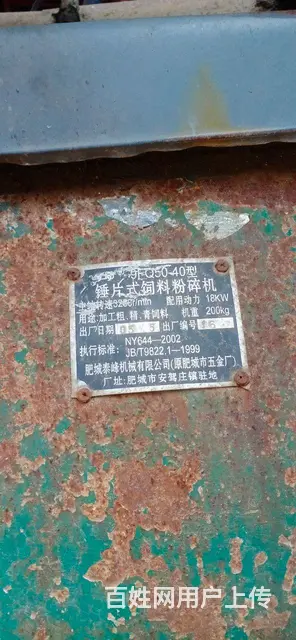 9FQ50-40型
锤片式饲料粉碎机
主轴转速3200r/min 配用动力 18KW
用途:加工粗、精、青饲料 机重 200kg
出厂日期 出厂编号
NY644—2002
执行标准: JB/T9822.1—1999
肥城泰峰机械有限公司(原肥城市五金厂)
厂址: 肥城市安驾庄镇驻地
百姓网用户上传